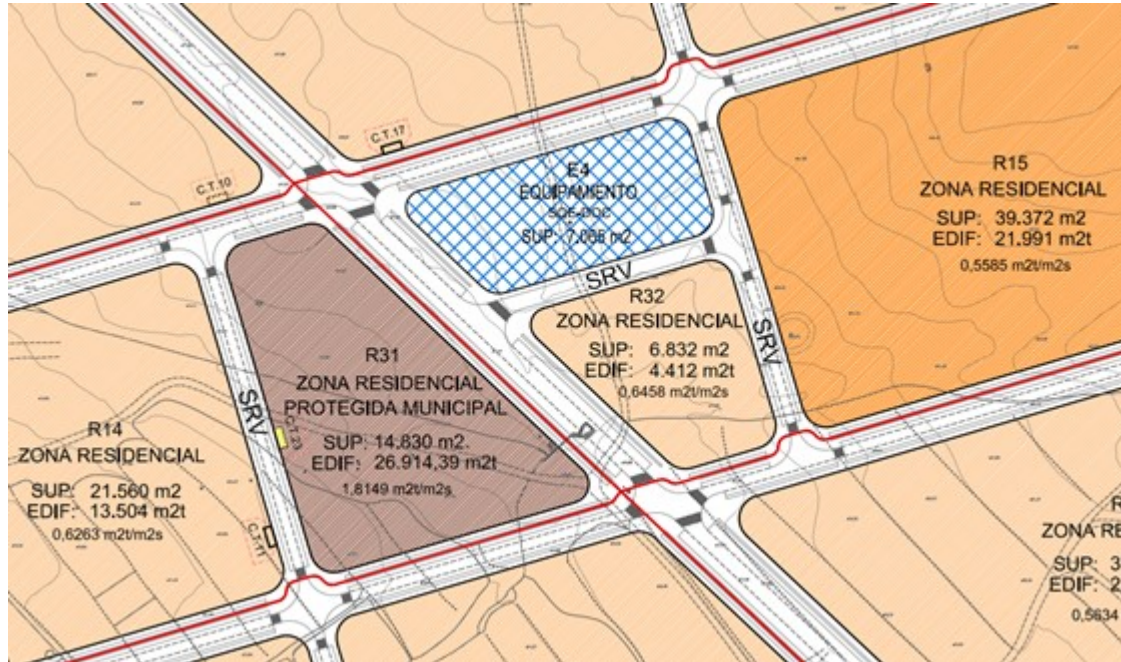 C.T.17
C.T.10
E4
EQUIPAMIENTO
SUP: 7.086 m2
SRV
R15
ZONA RESIDENCIAL
SUP: 39.372 m2
EDIF: 21.991 m2t
0,5585 m2t/m2s
R32
ZONA RESIDENCIAL
SUP: 6.832 m2
EDIF: 4.412 m2t
0,6458 m2t/m2s
SRV
R31
ZONA RESIDENCIAL
PROTEGIDA MUNICIPAL
SUP: 14.830 m2
EDIF: 26.914,39 m2t
1,8149 m2t/m2s
SRV
C.T.23
R14
ZONA RESIDENCIAL
SUP: 21.560 m2
EDIF: 13.504 m2t
0,6263 m2t/m2s
C.T.11
R
ZONA RE
SUP: 3
EDIF: 2
0,5634